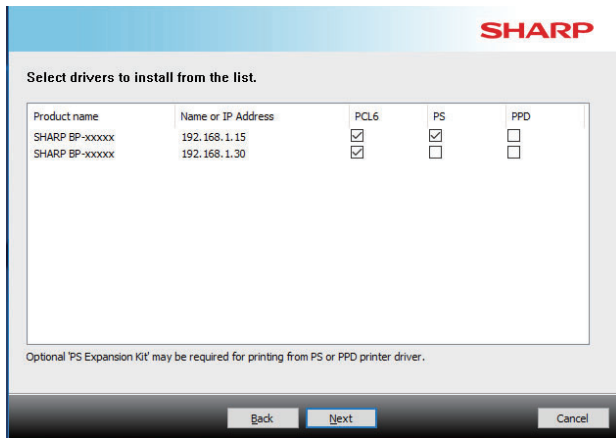 SHARP
Select drivers to install from the list.
Product name Name or IP Address PCL6 PS PPD
SHARP BP-xxxxx 192.168.1.15
SHARP BP-xxxxx 192.168.1.30
Optional 'PS Expansion Kit' may be required for printing from PS or PPD printer driver.
Back Next Cancel